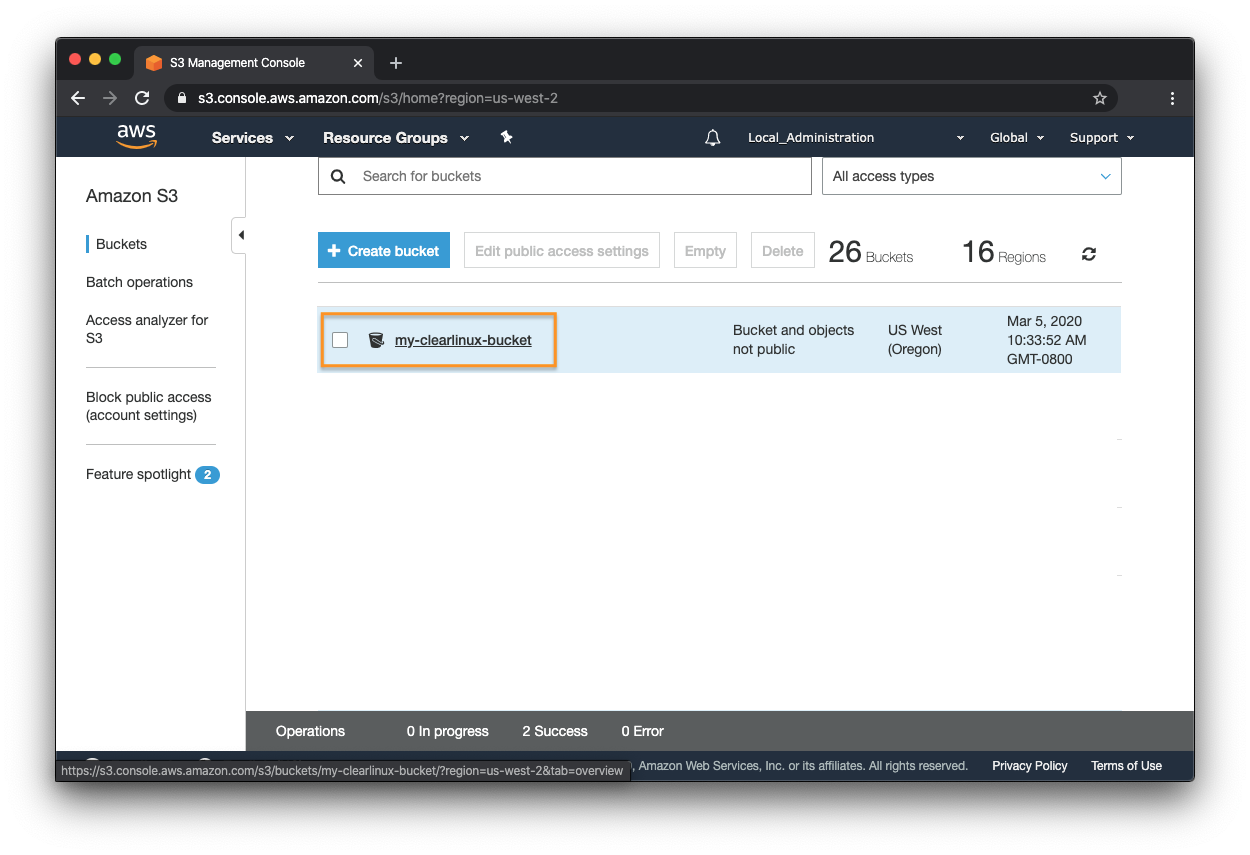 S3 Management Console
s3.console.aws.amazon.com/s3/home?region=us-west-2
aws Services Resource Groups Local_Administration Global Support
Amazon S3
Buckets
Batch operations
Access analyzer for
S3
Block public access
(account settings)
Feature spotlight 2
Search for buckets All access types
Create bucket Edit public access settings Empty Delete 26 Buckets 16 Regions
my-clearlinux-bucket
Bucket and objects
not public
US West
(Oregon)
Mar 5, 2020
10:33:52 AM
GMT-0800
Operations 0 In progress 2 Success 0 Error
https://s3.console.aws.amazon.com/s3/buckets/my-clearlinux-bucket/?region=us-west-2&tab=overview
, Amazon Web Services, Inc. or its affiliates. All rights reserved. Privacy Policy Terms of Use